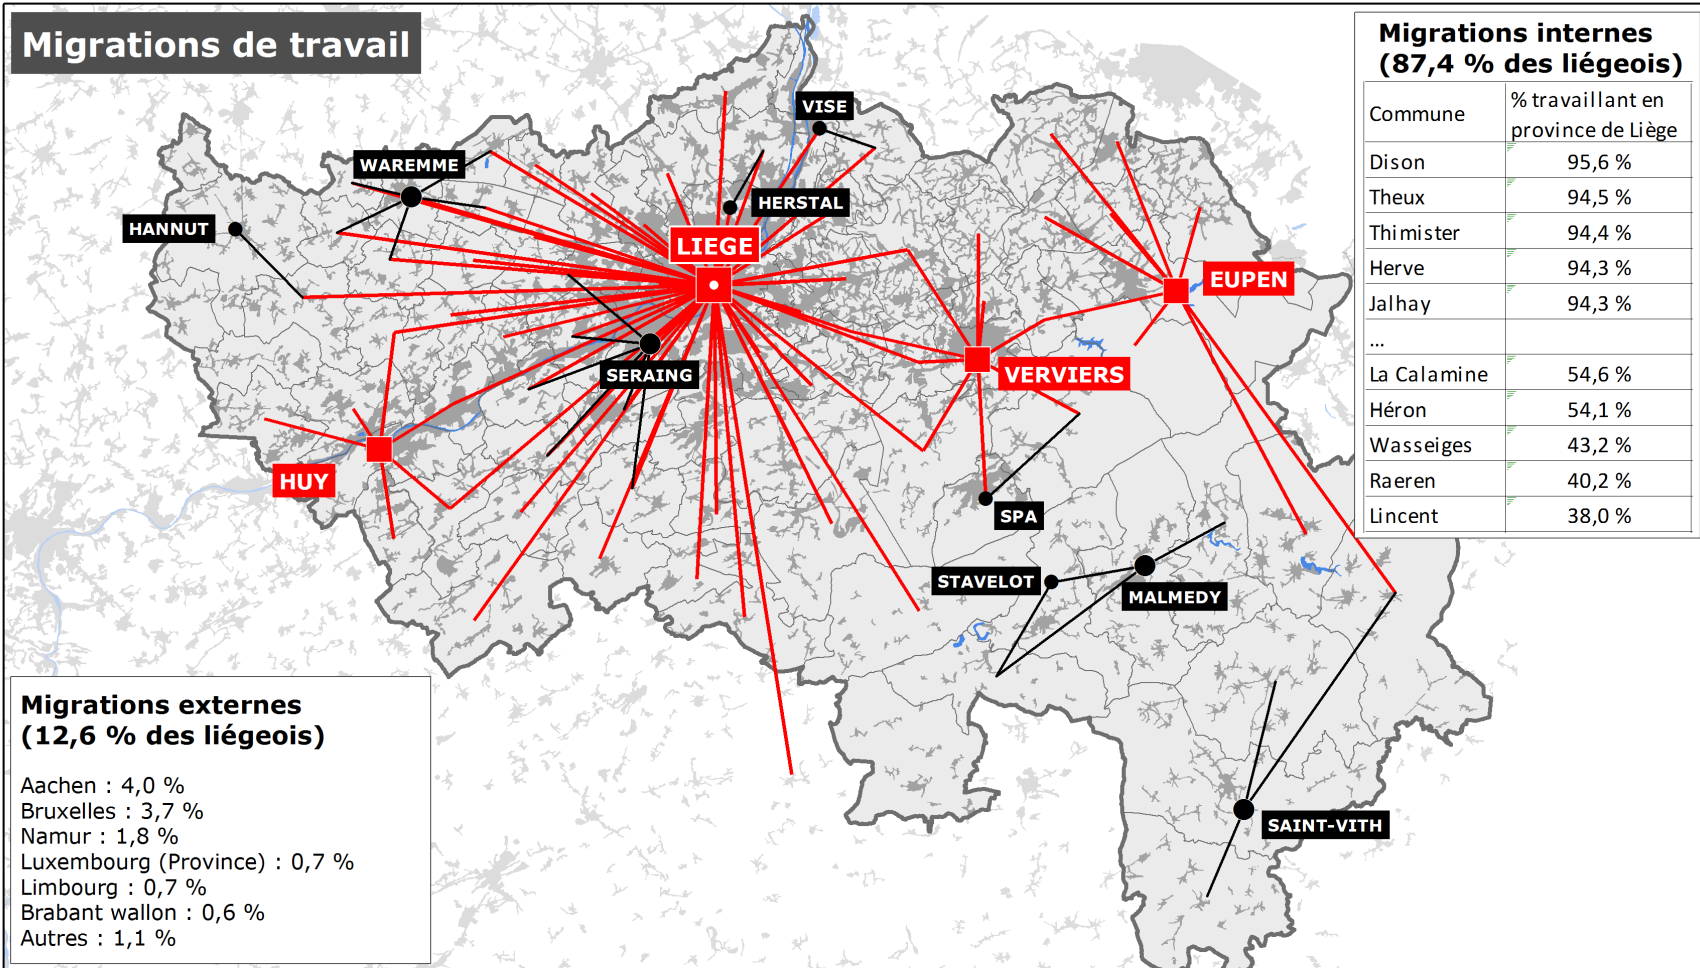 Migrations de travail
Migrations internes
(87,4 % des liégeois)
Commune
% travaillant en
province de Liège
Dison 95,6 %
Theux 94,5 %
Thimister 94,4 %
Herve 94,3 %
Jalhay 94,3 %
...
La Calamine 54,6 %
Héron 54,1 %
Wasseiges 43,2 %
Raeren 40,2 %
Lincent 38,0 %
VISE
WAREMME
HERSTAL
HANNUT
LIEGE
EUPEN
SERAING
VERVIERS
HUY
SPA
STAVELOT
MALMEDY
SAINT-VITH
Migrations externes
(12,6 % des liégeois)
Aachen : 4,0 %
Bruxelles : 3,7 %
Namur : 1,8 %
Luxembourg (Province) : 0,7 %
Limbourg : 0,7 %
Brabant wallon : 0,6 %
Autres : 1,1 %